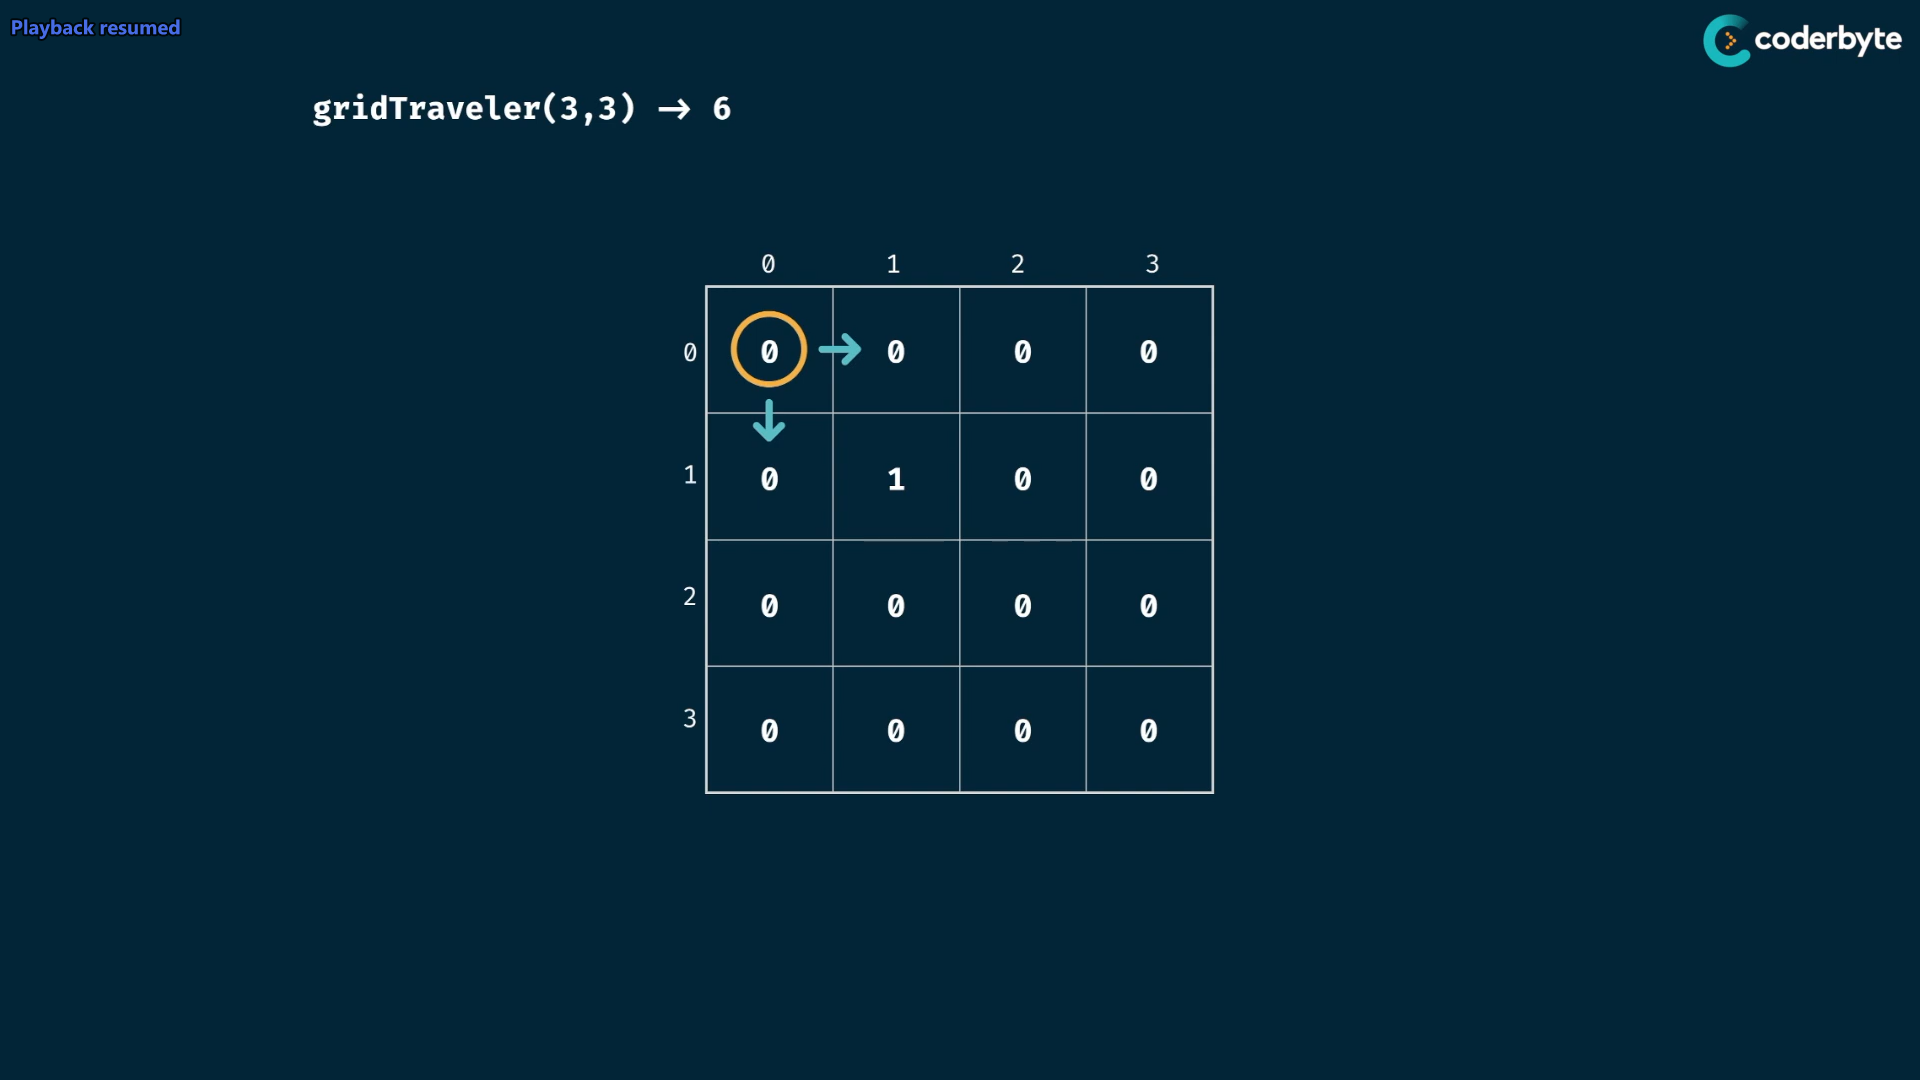 Playback resumed
coderbyte
gridTraveler(3,3) → 6
0 1 2 3
0 0 0 0 0
1 0 1 0 0
2 0 0 0 0
3 0 0 0 0